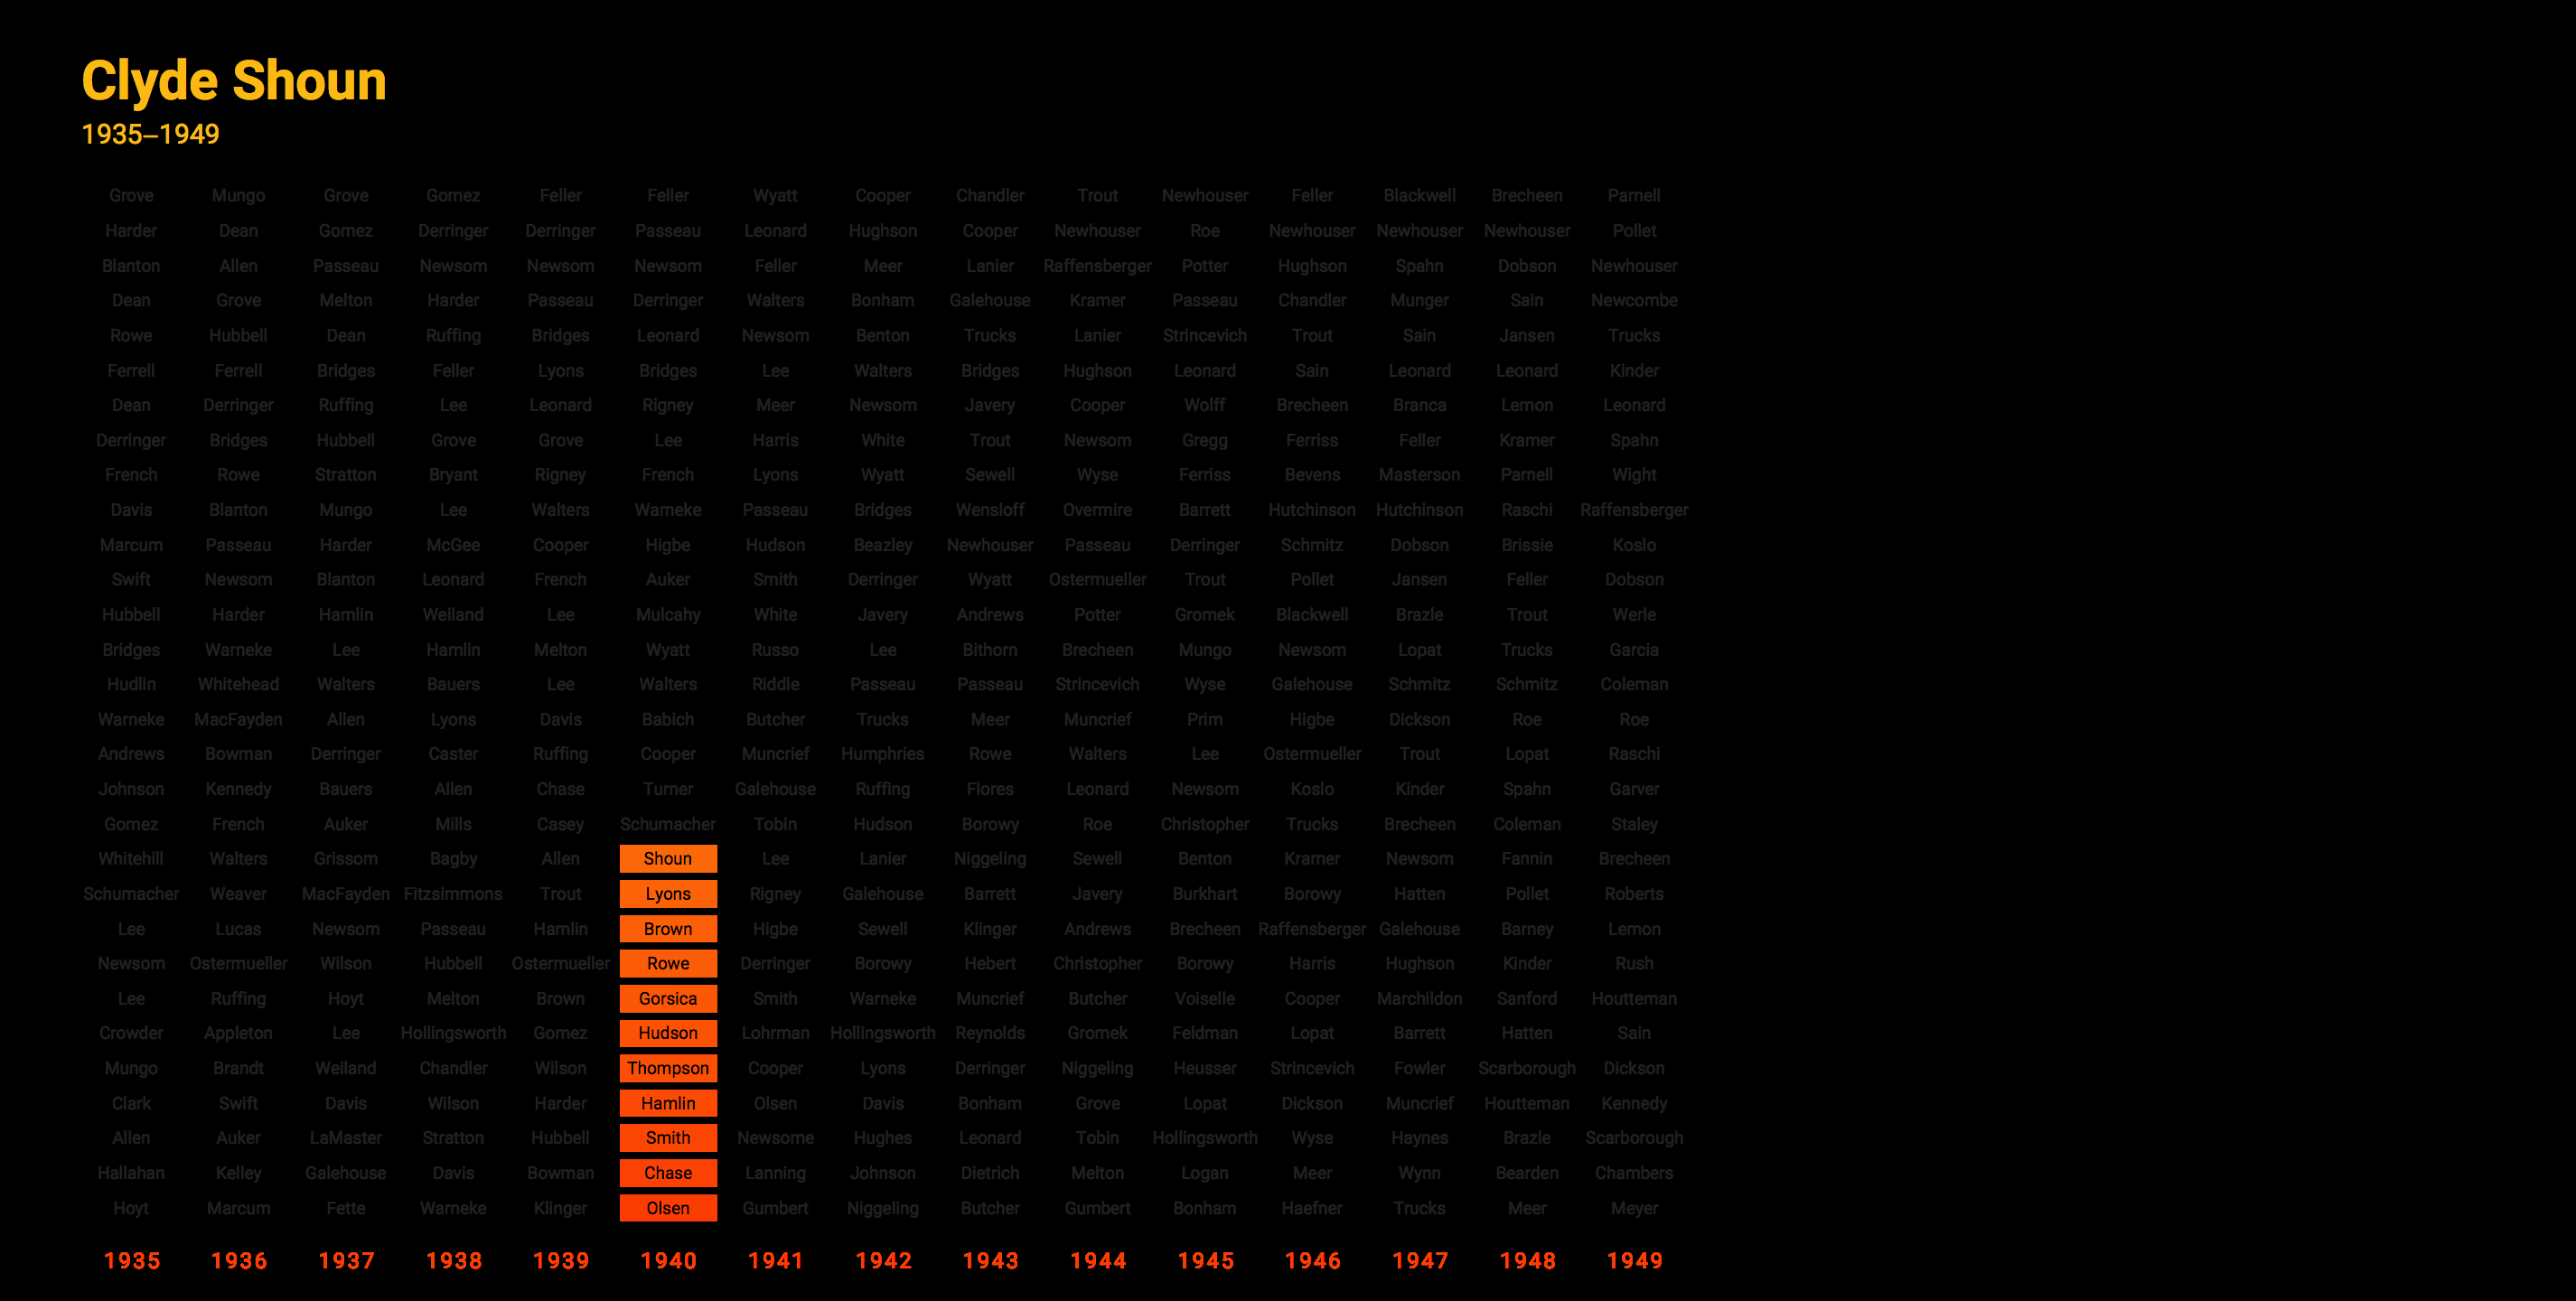 Clyde Shoun
1935–1949
Grove Mungo Grove Gomez Feller Feller Wyatt Cooper Chandler Trout Newhouser Feller Blackwell Brecheen Parnell
Harder Dean Gomez Derringer Derringer Passeau Leonard Hughson Cooper Newhouser Roe Newhouser Newhouser Newhouser Pollet
Blanton Allen Passeau Newsom Newsom Newsom Feller Meer Lanier Raffensberger Potter Hughson Spahn Dobson Newhouser
Dean Grove Melton Harder Passeau Derringer Walters Bonham Galehouse Kramer Passeau Chandler Munger Sain Newcombe
Rowe Hubbell Dean Ruffing Bridges Leonard Newsom Benton Trucks Lanier Strincevich Trout Sain Jansen Trucks
Ferrell Ferrell Bridges Feller Lyons Bridges Lee Walters Bridges Hughson Leonard Sain Leonard Leonard Kinder
Dean Derringer Ruffing Lee Leonard Rigney Meer Newsom Javery Cooper Wolff Brecheen Branca Lemon Leonard
Derringer Bridges Hubbell Grove Grove Lee Harris White Trout Newsom Gregg Ferriss Feller Kramer Spahn
French Rowe Stratton Bryant Rigney French Lyons Wyatt Sewell Wyse Ferriss Bevens Masterson Parnell Wight
Davis Blanton Mungo Lee Walters Warneke Passeau Bridges Wensloff Overmire Barrett Hutchinson Hutchinson Raschi Raffensberger
Marcum Passeau Harder McGee Cooper Higbe Hudson Beazley Newhouser Passeau Derringer Schmitz Dobson Brissie Koslo
Swift Newsom Blanton Leonard French Auker Smith Derringer Wyatt Ostermueller Trout Pollet Jansen Feller Dobson
Hubbell Harder Hamlin Weiland Lee Mulcahy White Javery Andrews Potter Gromek Blackwell Brazle Trout Werle
Bridges Warneke Lee Hamlin Melton Wyatt Russo Lee Bithorn Brecheen Mungo Newsom Lopat Trucks Garcia
Hudlin Whitehead Walters Bauers Lee Walters Riddle Passeau Passeau Strincevich Wyse Galehouse Schmitz Schmitz Coleman
Warneke MacFayden Allen Lyons Davis Babich Butcher Trucks Meer Muncrief Prim Higbe Dickson Roe Roe
Andrews Bowman Derringer Caster Ruffing Cooper Muncrief Humphries Rowe Walters Lee Ostermueller Trout Lopat Raschi
Johnson Kennedy Bauers Allen Chase Turner Galehouse Ruffing Flores Leonard Newsom Koslo Kinder Spahn Garver
Gomez French Auker Mills Casey Schumacher Tobin Hudson Borowy Roe Christopher Trucks Brecheen Coleman Staley
Whitehill Walters Grissom Bagby Allen Shoun Lee Lanier Niggeling Sewell Benton Kramer Newsom Fannin Brecheen
Schumacher Weaver MacFayden Fitzsimmons Trout Lyons Rigney Galehouse Barrett Javery Burkhart Borowy Hatten Pollet Roberts
Lee Lucas Newsom Passeau Hamlin Brown Higbe Sewell Klinger Andrews Brecheen Raffensberger Galehouse Barney Lemon
Newsom Ostermueller Wilson Hubbell Ostermueller Rowe Derringer Borowy Hebert Christopher Borowy Harris Hughson Kinder Rush
Lee Ruffing Hoyt Melton Brown Gorsica Smith Warneke Muncrief Butcher Voiselle Cooper Marchildon Sanford Houtteman
Crowder Appleton Lee Hollingsworth Gomez Hudson Lohrman Hollingsworth Reynolds Gromek Feldman Lopat Barrett Hatten Sain
Mungo Brandt Weiland Chandler Wilson Thompson Cooper Lyons Derringer Niggeling Heusser Strincevich Fowler Scarborough Dickson
Clark Swift Davis Wilson Harder Hamlin Olsen Davis Bonham Grove Lopat Dickson Muncrief Houtteman Kennedy
Allen Auker LaMaster Stratton Hubbell Smith Newsome Hughes Leonard Tobin Hollingsworth Wyse Haynes Brazle Scarborough
Hallahan Kelley Galehouse Davis Bowman Chase Lanning Johnson Dietrich Melton Logan Meer Wynn Bearden Chambers
Hoyt Marcum Fette Warneke Klinger Olsen Gumbert Niggeling Butcher Gumbert Bonham Haefner Trucks Meer Meyer
1935 1936 1937 1938 1939 1940 1941 1942 1943 1944 1945 1946 1947 1948 1949